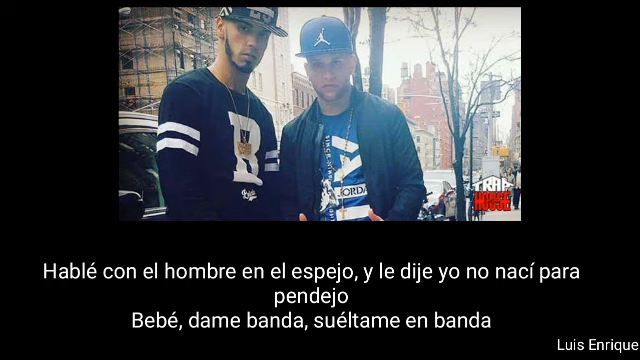 R
JORDAN
TRAP
HOUSE
Hablé con el hombre en el espejo, y le dije yo no nací para
pendejo
Bebé, dame banda, suéltame en banda
Luis Enrique